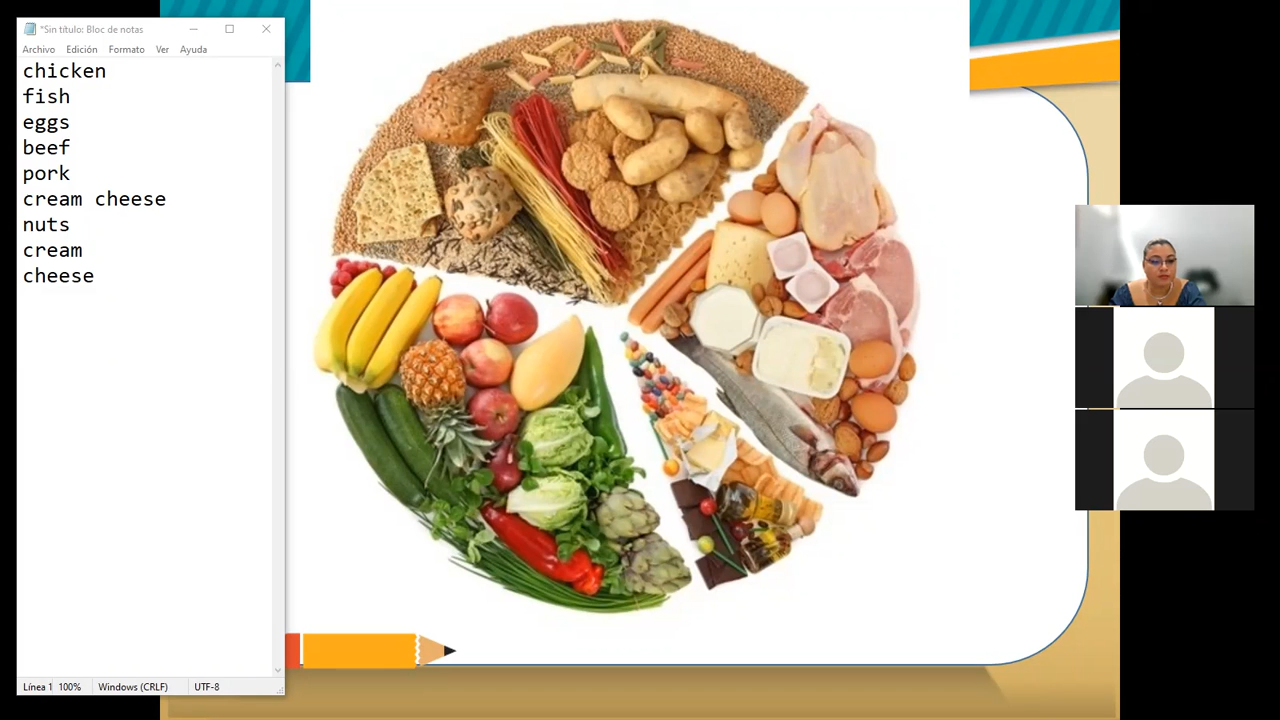 *Sin título: Bloc de notas
Archivo Edición Formato Ver Ayuda
chicken
fish
eggs
beef
pork
cream cheese
nuts
cream
cheese
Línea 1 100% Windows (CRLF) UTF-8